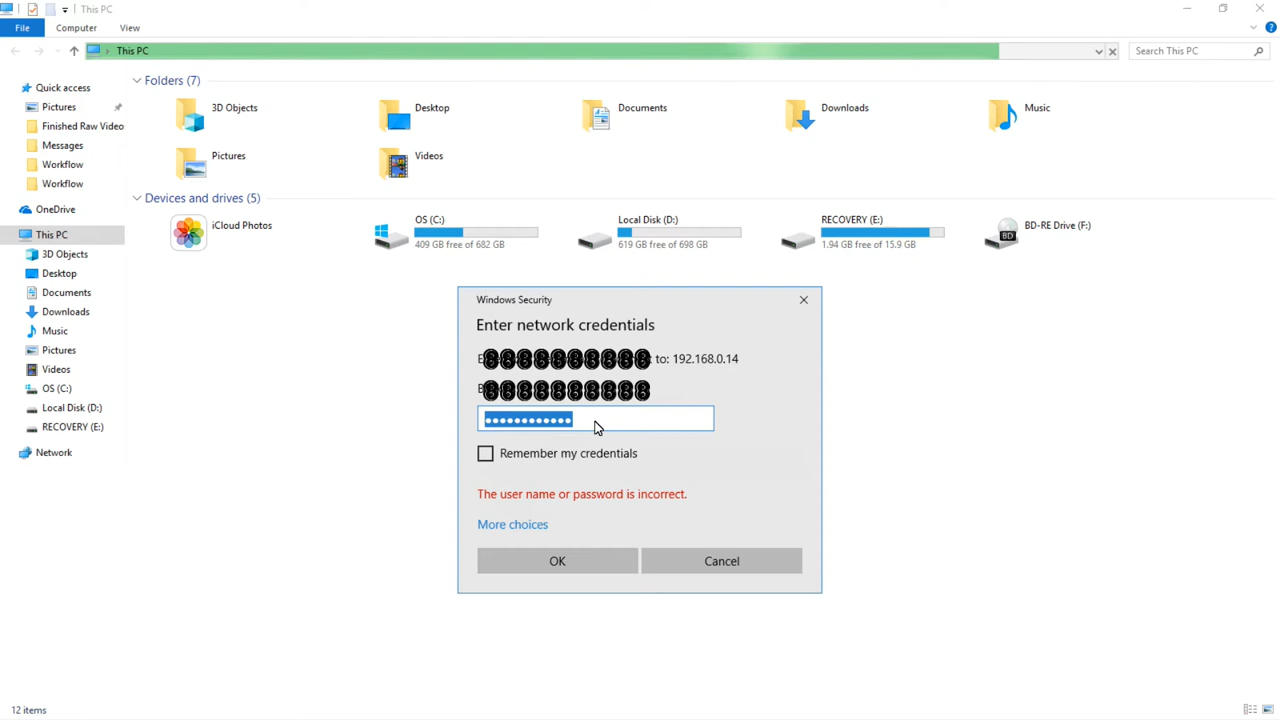 This PC
File Computer View
This PC
Search This PC
Quick access
Pictures
Finished Raw Video
Messages
Workflow
Workflow
OneDrive
This PC
3D Objects
Desktop
Documents
Downloads
Music
Pictures
Videos
OS (C:)
Local Disk (D:)
RECOVERY (E:)
Network
Folders (7)
3D Objects
Desktop
Documents
Downloads
Music
Pictures
Videos
Devices and drives (5)
iCloud Photos
OS (C:)
409 GB free of 682 GB
Local Disk (D:)
619 GB free of 698 GB
RECOVERY (E:)
1.94 GB free of 15.9 GB
BD
BD-RE Drive (F:)
Windows Security
Enter network credentials
to: 192.168.0.14
Remember my credentials
The user name or password is incorrect.
More choices
OK
Cancel
12 items